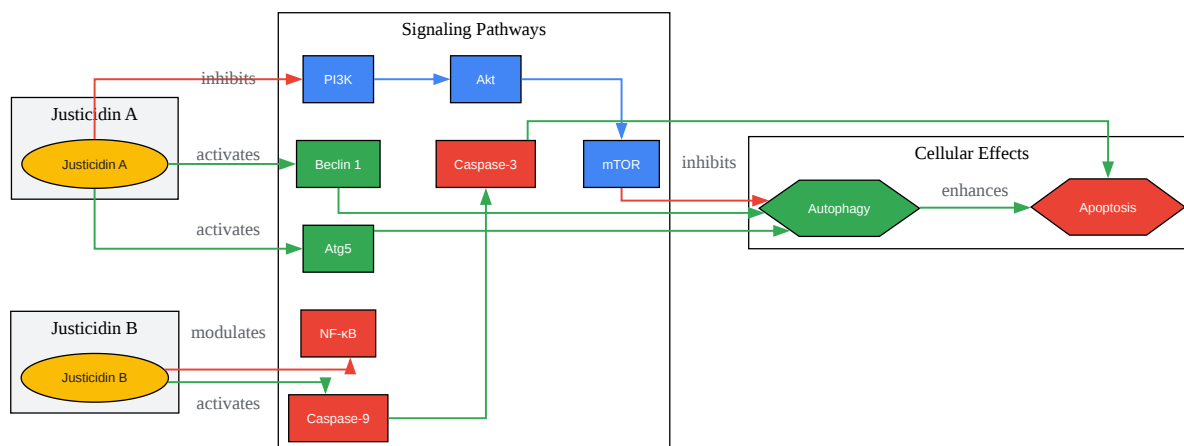 Signaling Pathways
inhibits
PI3K
Akt
Justicidin A
Justicidin A
activates
Beclin 1
Caspase-3
mTOR
inhibits
Cellular Effects
Autophagy
enhances
Apoptosis
activates
Atg5
Justicidin B
modulates
NF-κB
Justicidin B
activates
Caspase-9